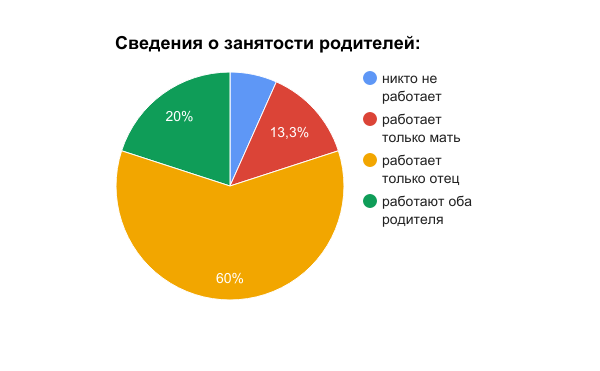 Сведения о занятости родителей:
никто не
работает
работает
только мать
работает
только отец
работают оба
родителя
20%
13,3%
60%